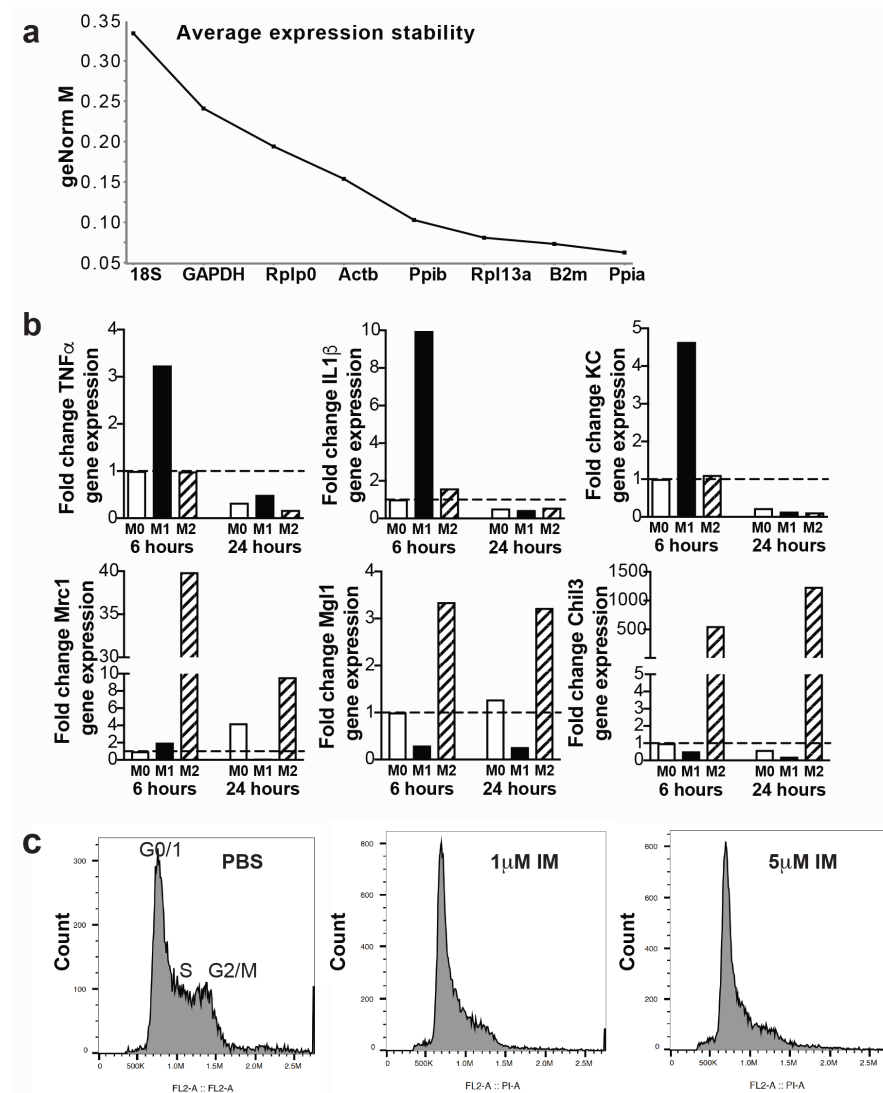 a
Average expression stability
geNorm M
0.35
0.30
0.25
0.20
0.15
0.10
0.05
18S GAPDH Rplp0 Actb Ppib Rpl13a B2m Ppia
b
Fold change TNFα
gene expression
4
3
2
1
0
M0 M1 M2 M0 M1 M2
6 hours 24 hours
Fold change IL1β
gene expression
10
8
6
4
2
0
M0 M1 M2 M0 M1 M2
6 hours 24 hours
Fold change KC
gene expression
5
4
3
2
1
0
M0 M1 M2 M0 M1 M2
6 hours 24 hours
Fold change Mrc1
gene expression
40
35
30
10
8
6
4
2
0
M0 M1 M2 M0 M1 M2
6 hours 24 hours
Fold change Mgl1
gene expression
4
3
2
1
0
M0 M1 M2 M0 M1 M2
6 hours 24 hours
Fold change Chil3
gene expression
1500
1000
500
5
4
3
2
1
0
M0 M1 M2 M0 M1 M2
6 hours 24 hours
c
G0/1 PBS
S G2/M
Count
300
200
100
0
0 500K 1.0M 1.5M 2.0M 2.5M
FL2-A :: FL2-A
1μM IM
Count
800
600
400
200
0
0 500K 1.0M 1.5M 2.0M 2.5M
FL2-A :: PI-A
5μM IM
Count
800
600
400
200
0
0 500K 1.0M 1.5M 2.0M 2.5M
FL2-A :: PI-A